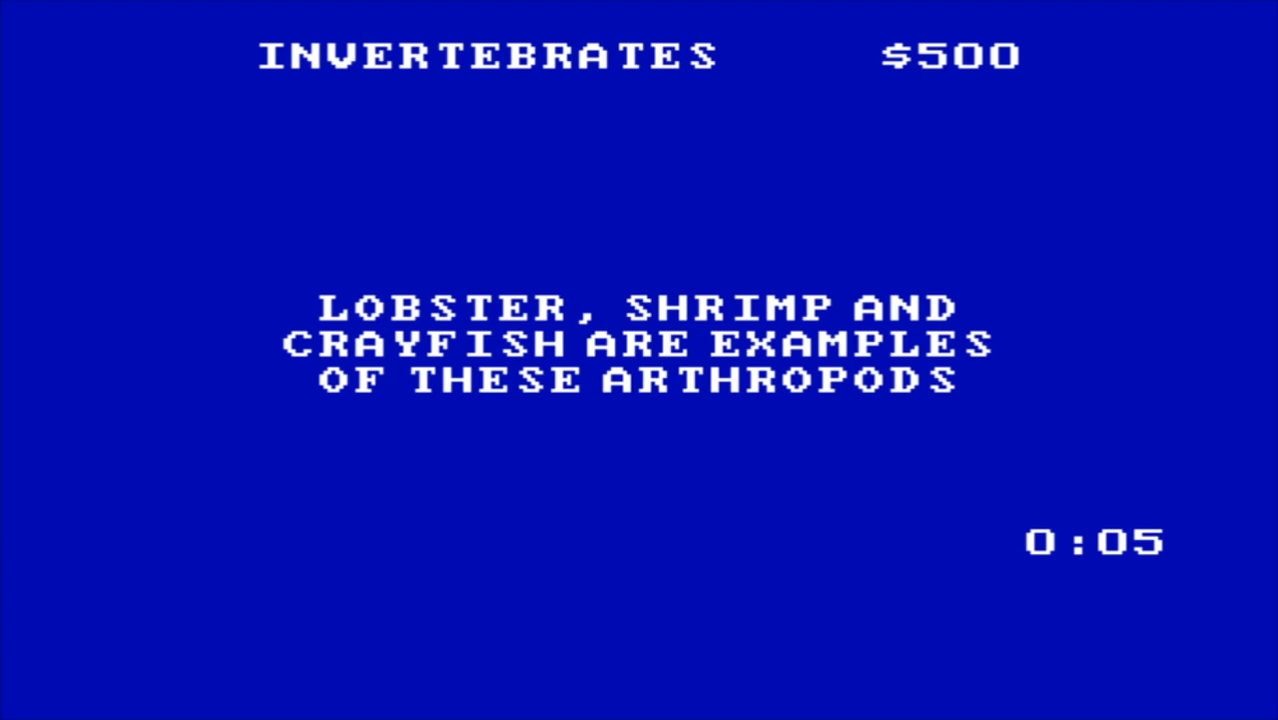 INVERTEBRATES $500
LOBSTER, SHRIMP AND
CRAYFISH ARE EXAMPLES
OF THESE ARTHROPODS
0:05